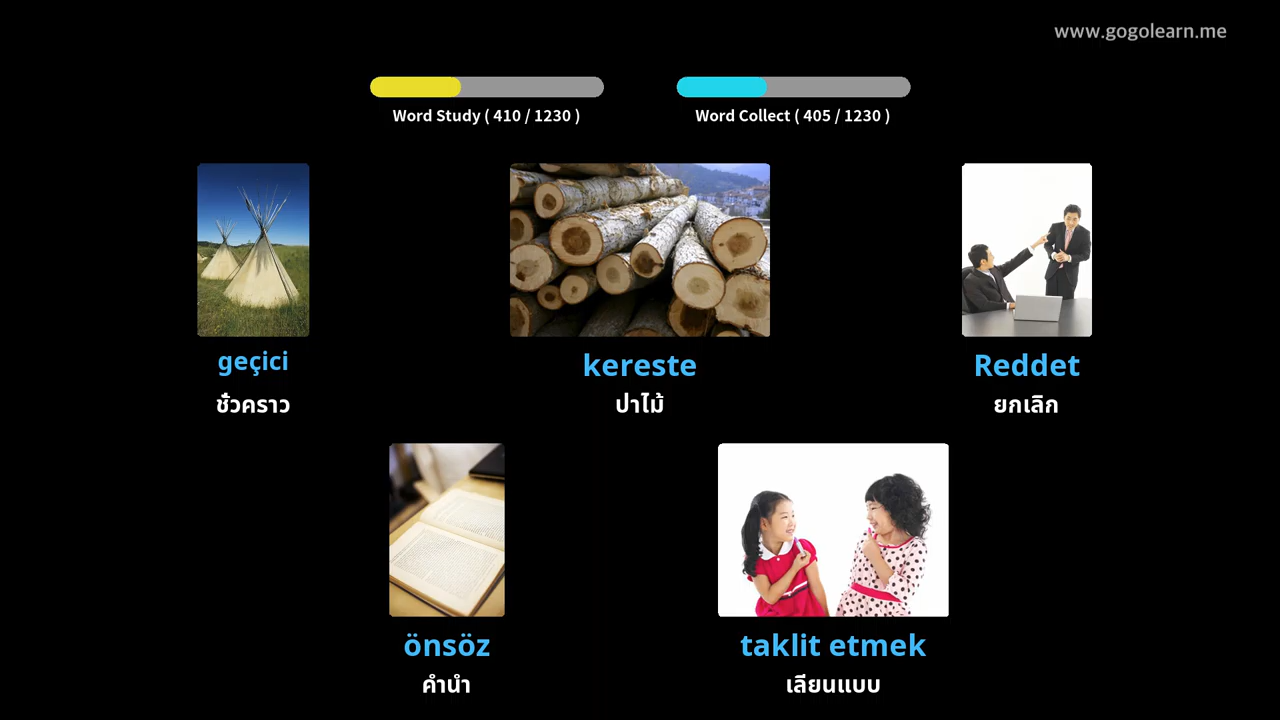 www.gogolearn.me
Word Study ( 410 / 1230 )
Word Collect ( 405 / 1230 )
geçici
ชั่วคราว
kereste
ป่าไม้
Reddet
ยกเลิก
önsöz
คำนำ
taklit etmek
เลียนแบบ